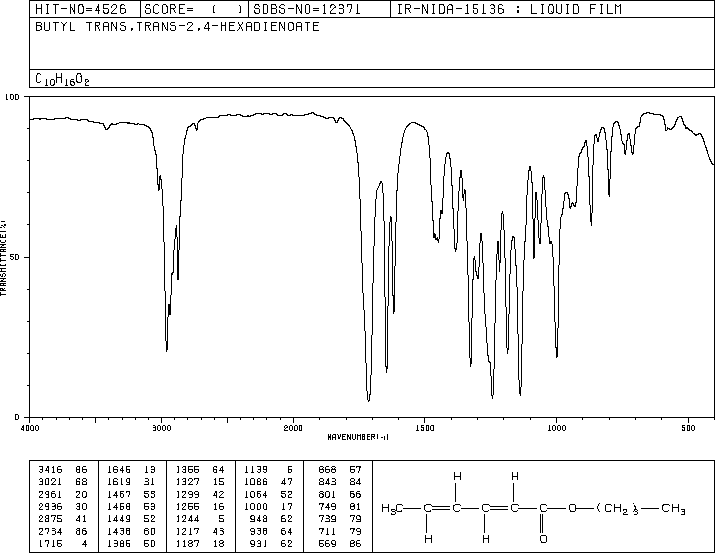 HIT-NO=4526 SCORE= ( ) SDBS-NO=12371 IR-NIDA-15136 : LIQUID FILM
BUTYL TRANS,TRANS-2,4-HEXADIENOATE
C10H16O2
100
50
0
TRANSMITTANCE(%)
4000 3000 2000 1500 1000 500
WAVENUMBER(-1)
3416 86 1646 13 1355 64 1139 6 868 57
3021 68 1619 31 1327 15 1086 47 843 84
2961 20 1467 55 1299 42 1064 52 801 66
2936 30 1458 53 1255 16 1000 17 749 81
2875 41 1449 52 1244 5 948 62 739 79
2734 86 1438 60 1217 43 938 64 711 79
1715 4 1385 50 1187 18 931 62 569 86
H H
H3C C C C C C O (CH2)3 CH3
H H O